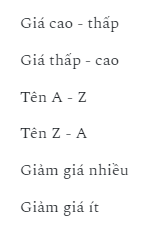 Giá cao - thấp
Giá thấp - cao
Tên A - Z
Tên Z - A
Giảm giá nhiều
Giảm giá ít